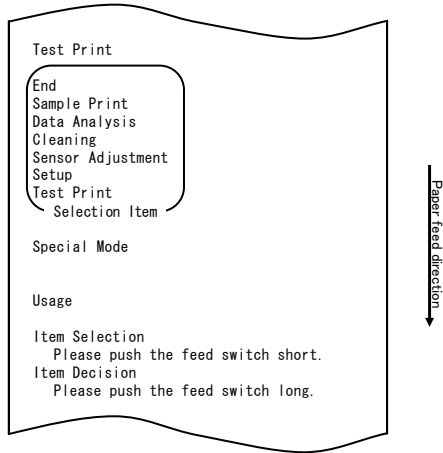 Test Print
End
Sample Print
Data Analysis
Cleaning
Sensor Adjustment
Setup
Test Print
Selection Item
Special Mode
Usage
Item Selection
Please push the feed switch short.
Item Decision
Please push the feed switch long.
Paper feed direction